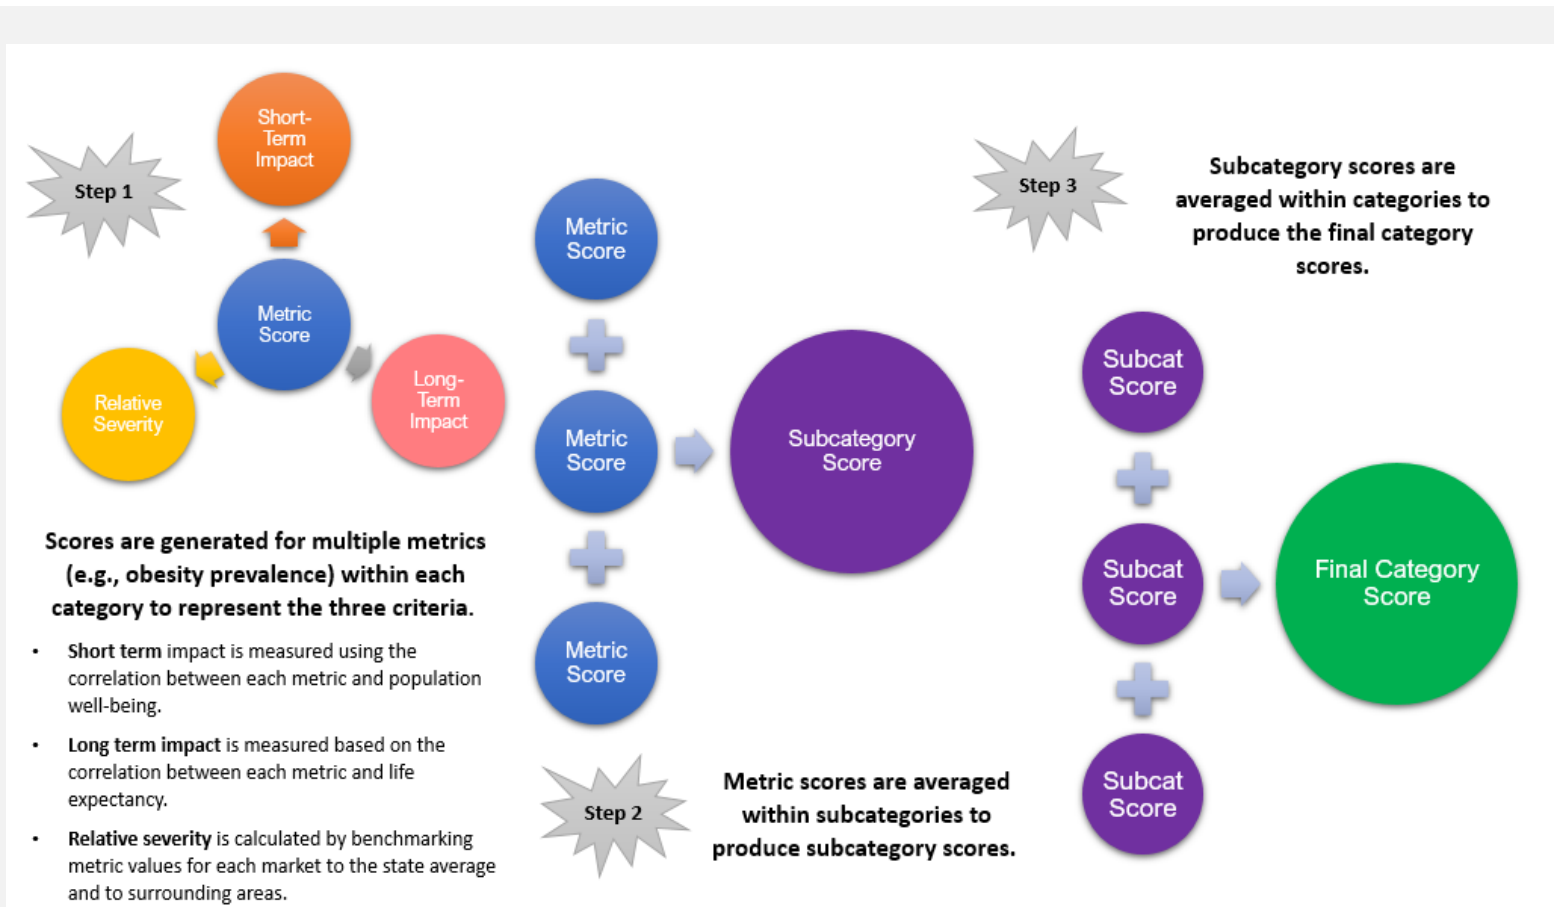 Step 1
Short-
Term
Impact
Metric
Score
Relative
Severity
Long-
Term
Impact
Scores are generated for multiple metrics
(e.g., obesity prevalence) within each
category to represent the three criteria.
• Short term impact is measured using the
correlation between each metric and population
well-being.
• Long term impact is measured based on the
correlation between each metric and life
expectancy.
• Relative severity is calculated by benchmarking
metric values for each market to the state average
and to surrounding areas.
Metric
Score
Metric
Score
Metric
Score
Subcategory
Score
Step 2
Metric scores are averaged
within subcategories to
produce subcategory scores.
Step 3
Subcategory scores are
averaged within categories to
produce the final category
scores.
Subcat
Score
Subcat
Score
Subcat
Score
Final Category
Score